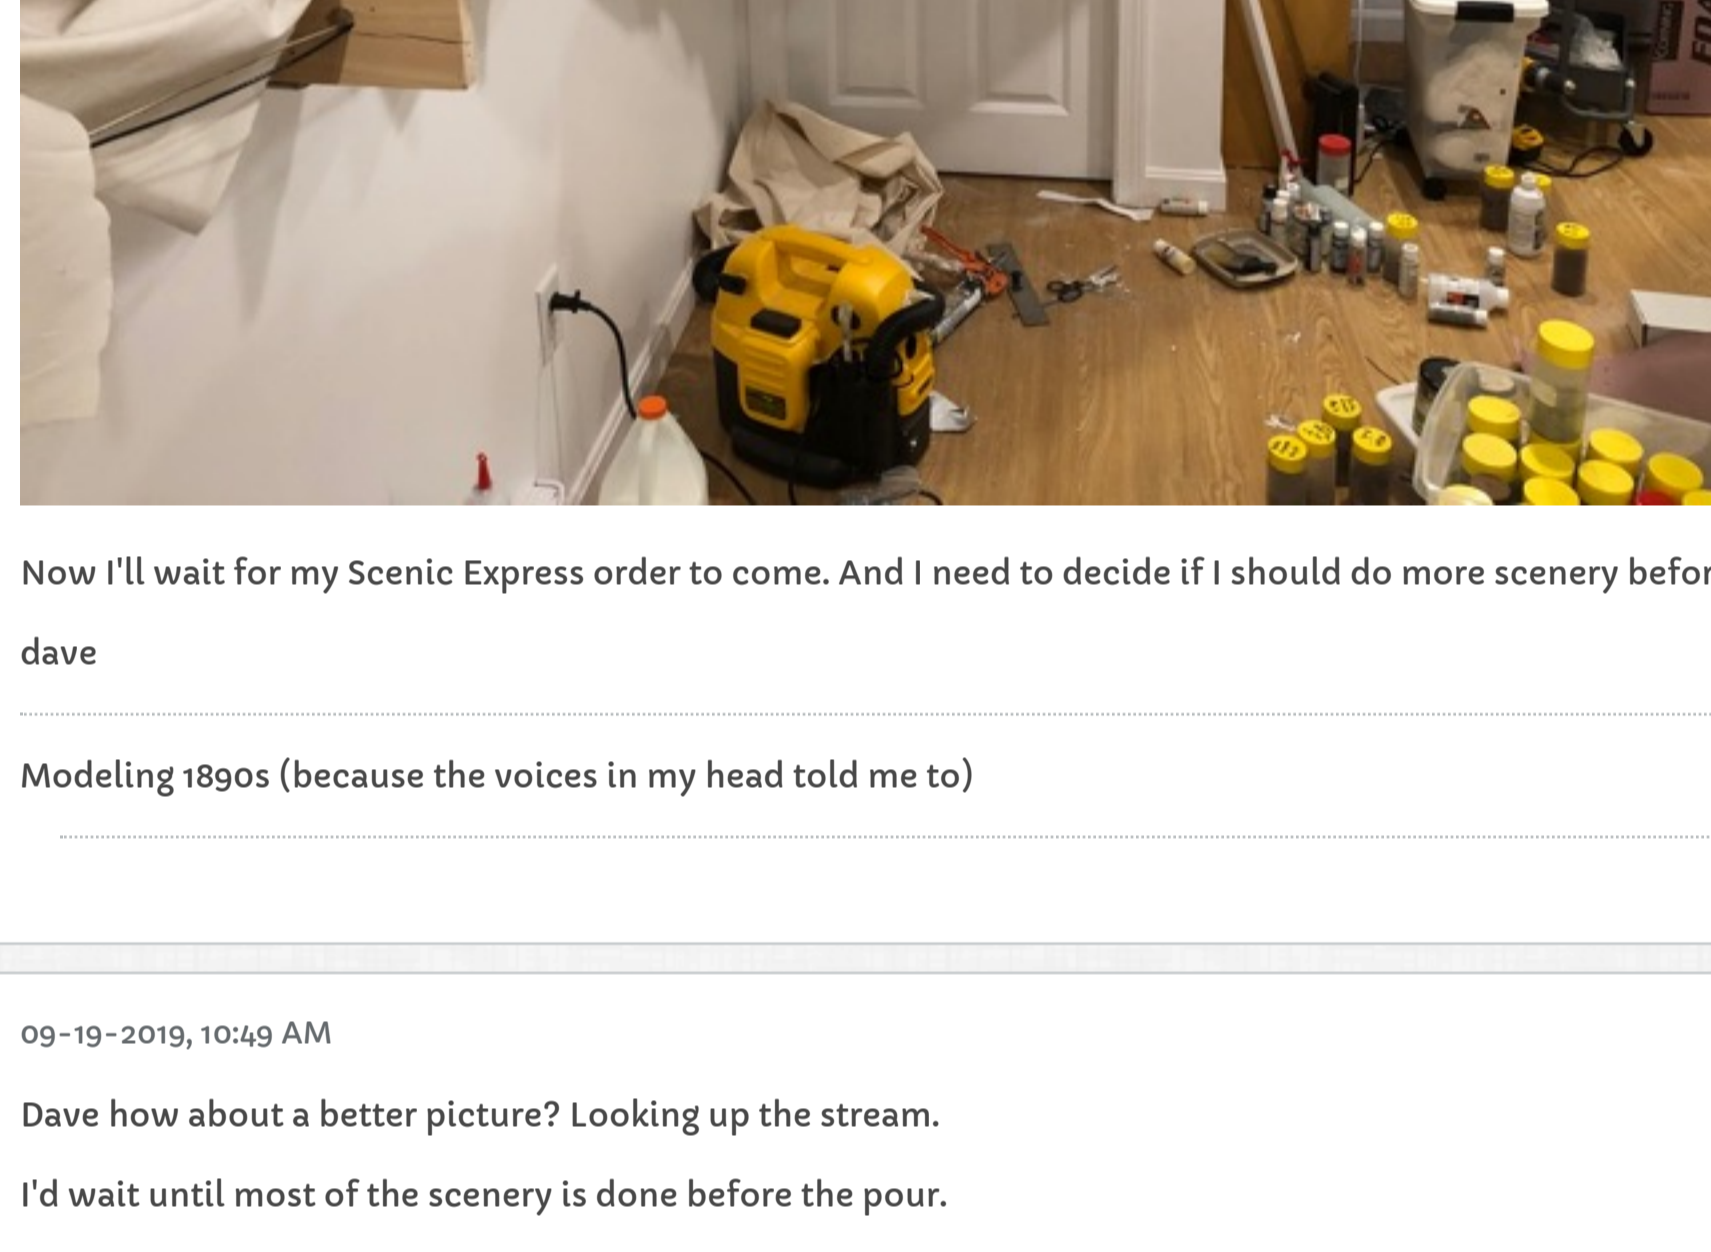 Now I'll wait for my Scenic Express order to come. And I need to decide if I should do more scenery
dave
Modeling 1890s (because the voices in my head told me to)
09-19-2019, 10:49 AM
Dave how about a better picture? Looking up the stream.
I'd wait until most of the scenery is done before the pour.